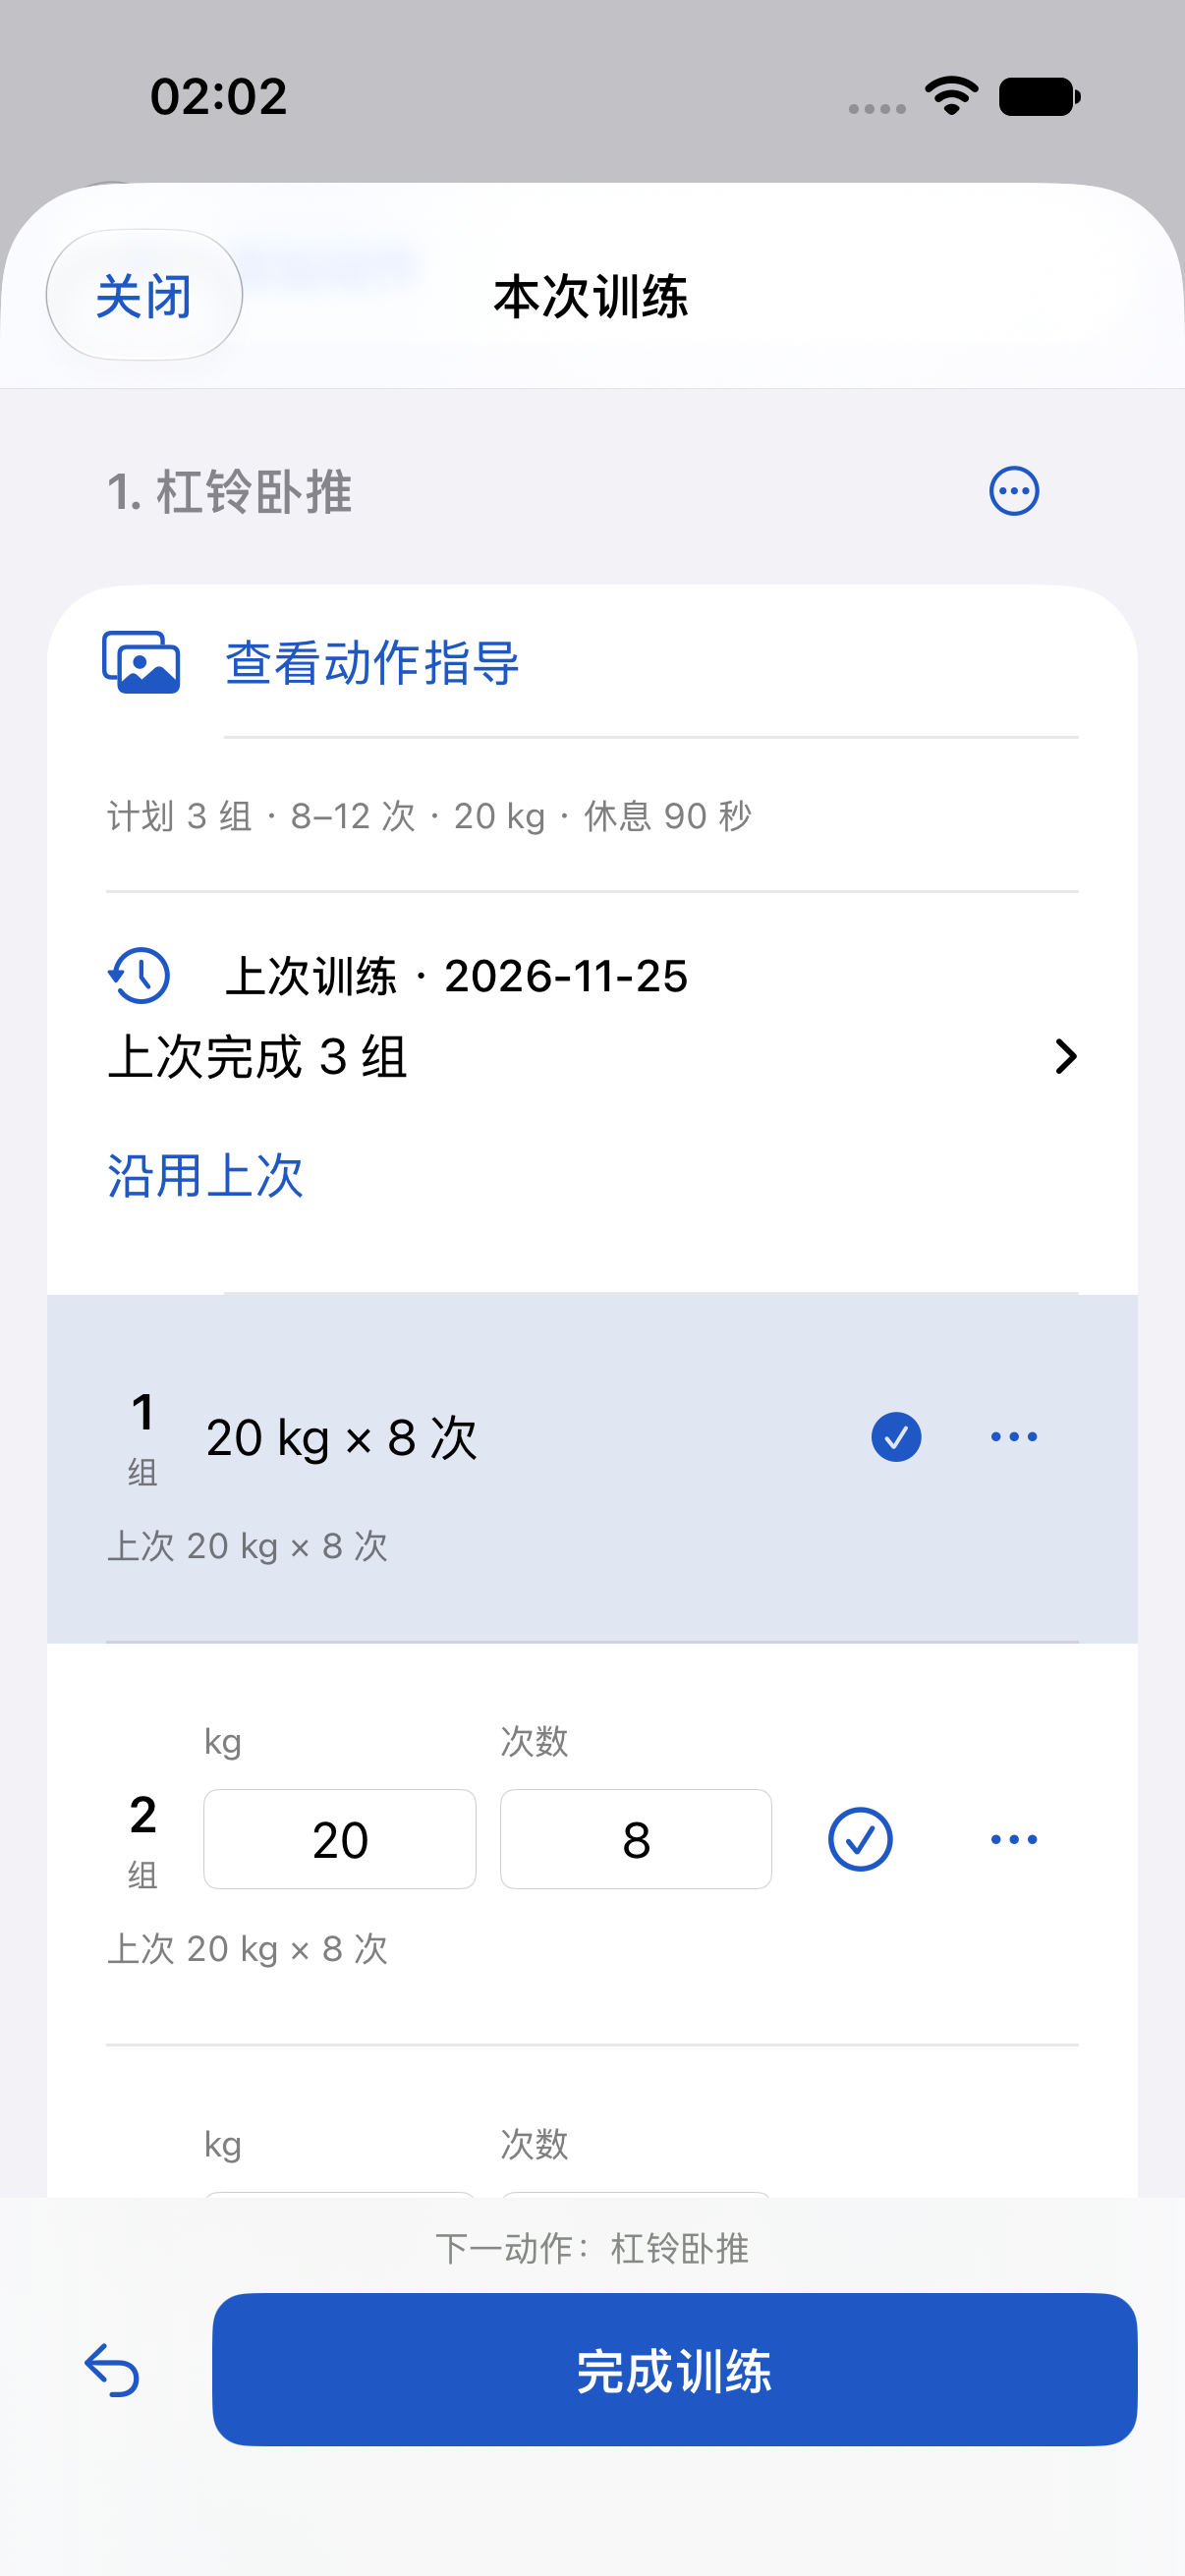 02:02
关闭
本次训练
1. 杠铃卧推
查看动作指导
计划 3 组 · 8–12 次 · 20 kg · 休息 90 秒
上次训练 · 2026-11-25
上次完成 3 组
沿用上次
1
组
20 kg × 8 次
上次 20 kg × 8 次
kg
次数
2
组
20
8
上次 20 kg × 8 次
kg
次数
下一动作：杠铃卧推
完成训练